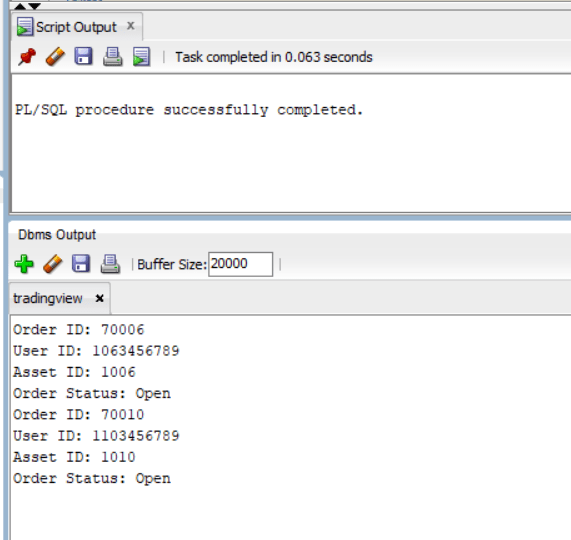 Script Output x
Task completed in 0.063 seconds
PL/SQL procedure successfully completed.
Dbms Output
Buffer Size: 20000
tradingview x
Order ID: 70006
User ID: 1063456789
Asset ID: 1006
Order Status: Open
Order ID: 70010
User ID: 1103456789
Asset ID: 1010
Order Status: Open